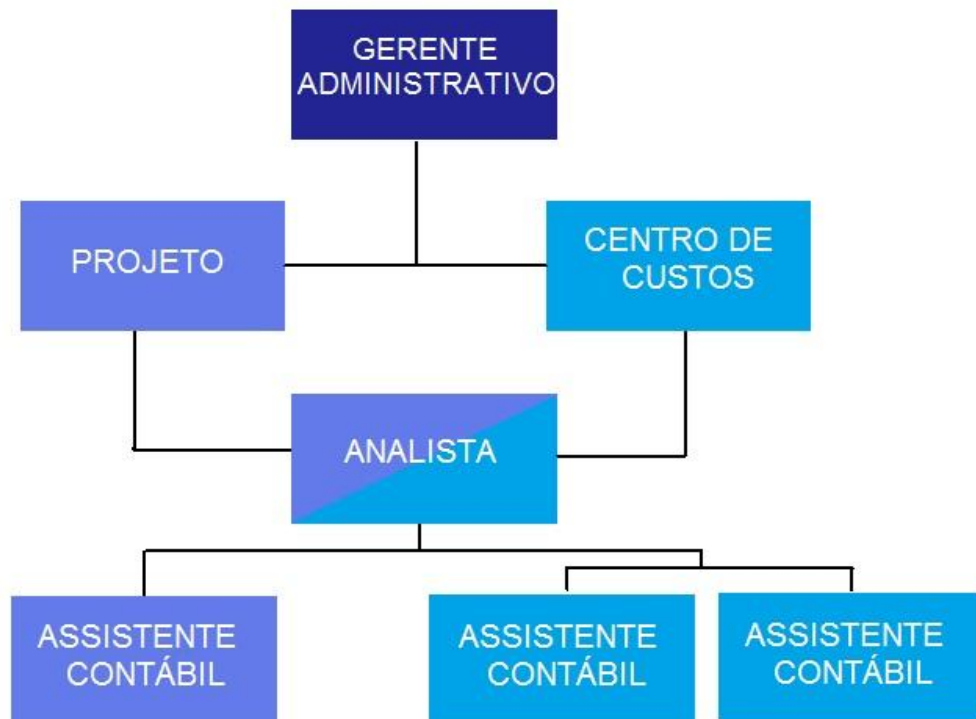 GERENTE
ADMINISTRATIVO
PROJETO
CENTRO DE
CUSTOS
ANALISTA
ASSISTENTE
CONTÁBIL
ASSISTENTE
CONTÁBIL
ASSISTENTE
CONTÁBIL